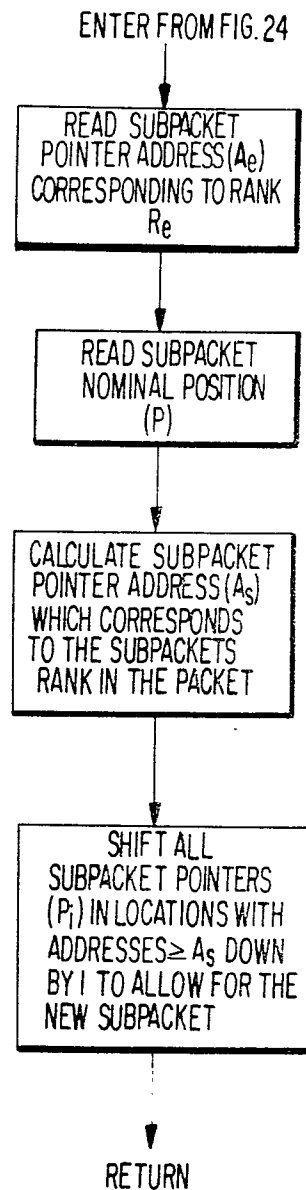 ENTER FROM FIG. 24
READ SUBPACKET
POINTER ADDRESS (Ae)
CORRESPONDING TO RANK
Re
READ SUBPACKET
NOMINAL POSITION
(P)
CALCULATE SUBPACKET
POINTER ADDRESS (As)
WHICH CORRESPONDS
TO THE SUBPACKETS
RANK IN THE PACKET
SHIFT ALL
SUBPACKET POINTERS
(Pi) IN LOCATIONS WITH
ADDRESSES ≥ As DOWN
BY 1 TO ALLOW FOR THE
NEW SUBPACKET
RETURN